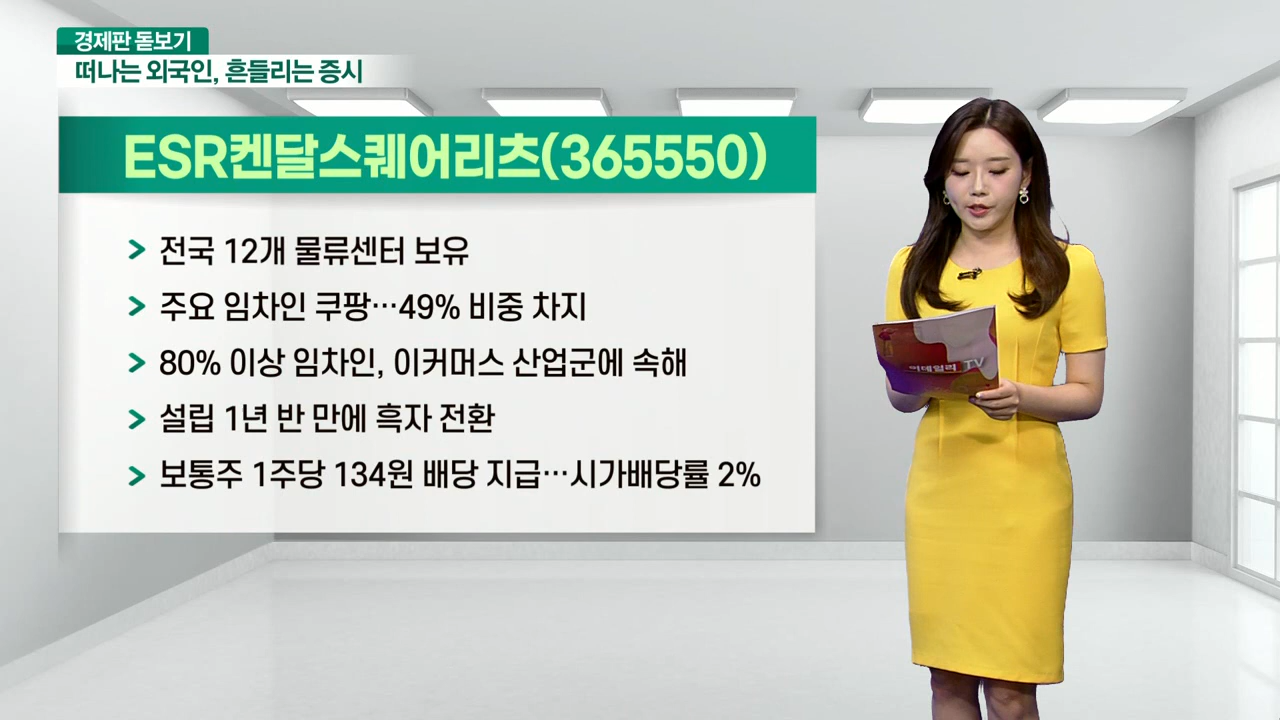 경제판 돋보기
떠나는 외국인, 흔들리는 증시
ESR켄달스퀘어리츠(365550)
> 전국 12개 물류센터 보유
> 주요 임차인 쿠팡…49% 비중 차지
> 80% 이상 임차인, 이커머스 산업군에 속해
> 설립 1년 반 만에 흑자 전환
> 보통주 1주당 134원 배당 지급…시가배당률 2%
이데일리 TV